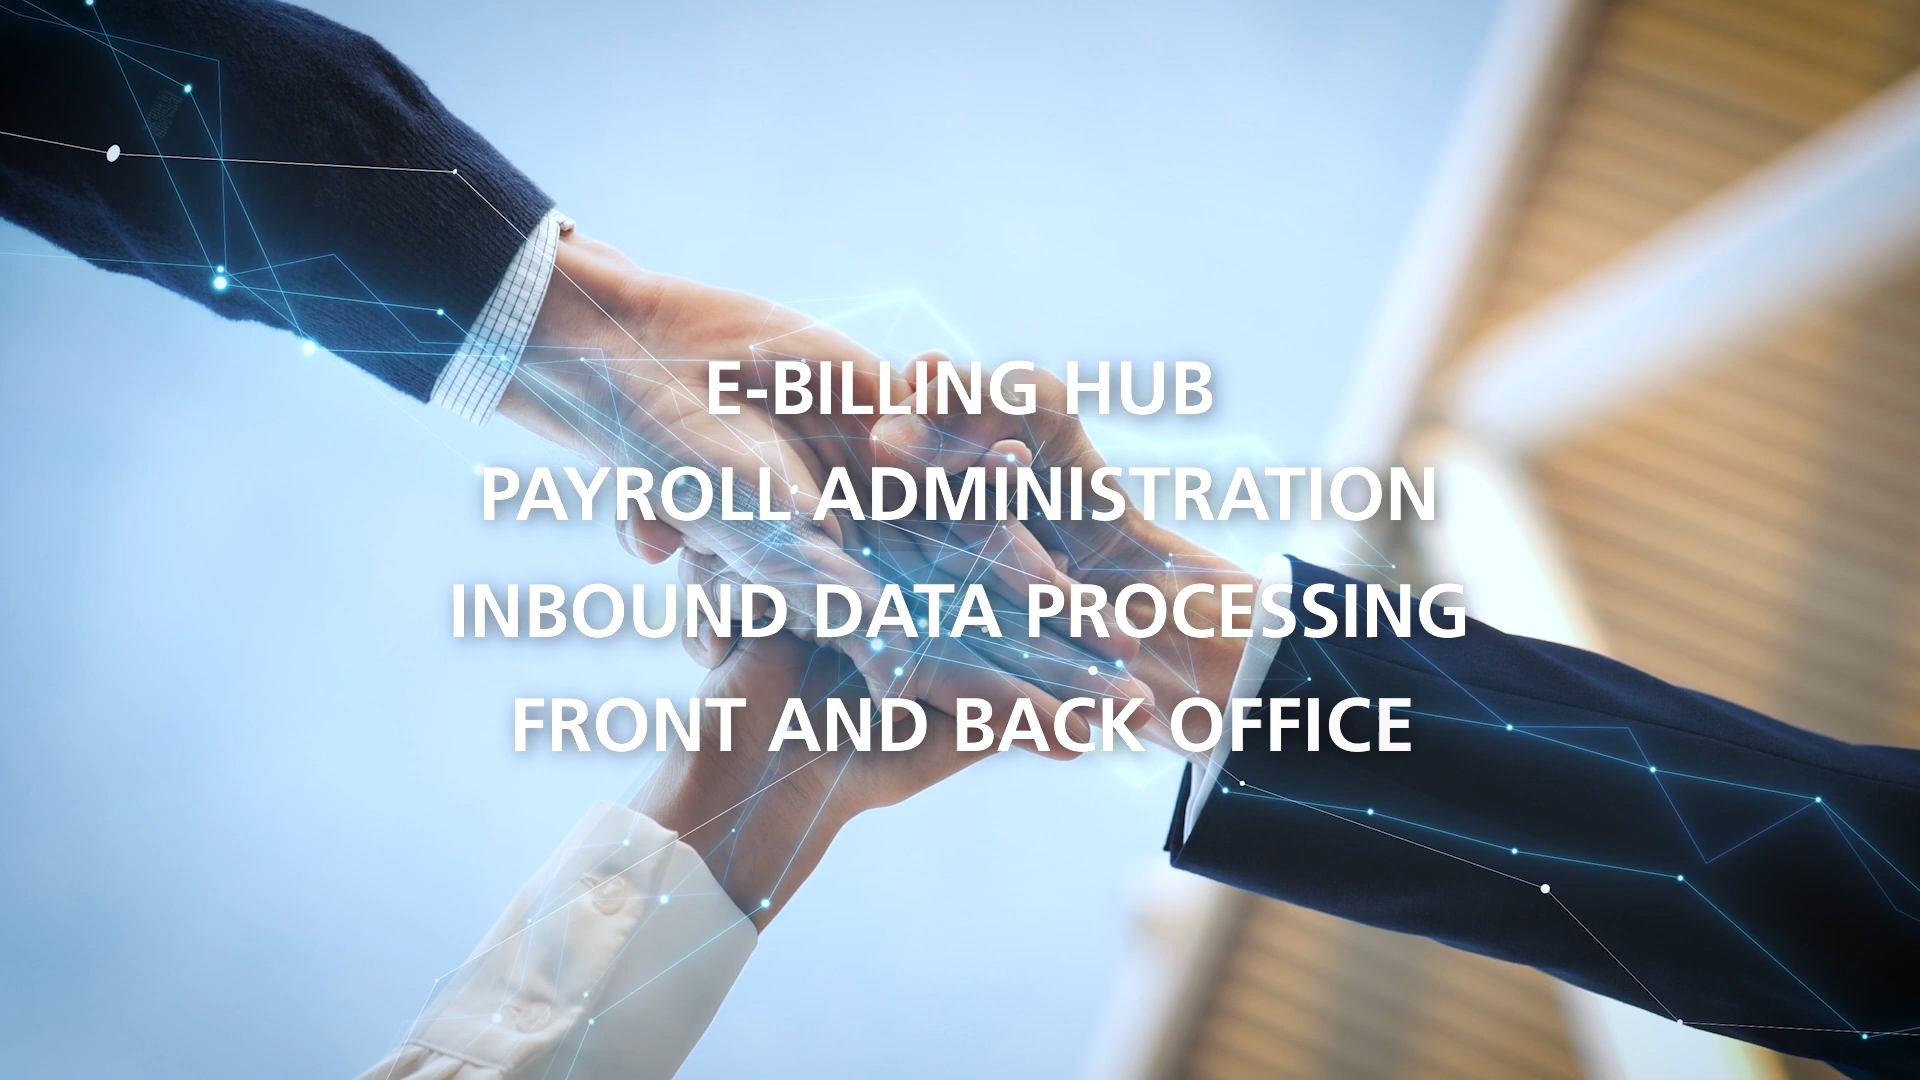 E-BILLING HUB
PAYROLL ADMINISTRATION
INBOUND DATA PROCESSING
FRONT AND BACK OFFICE